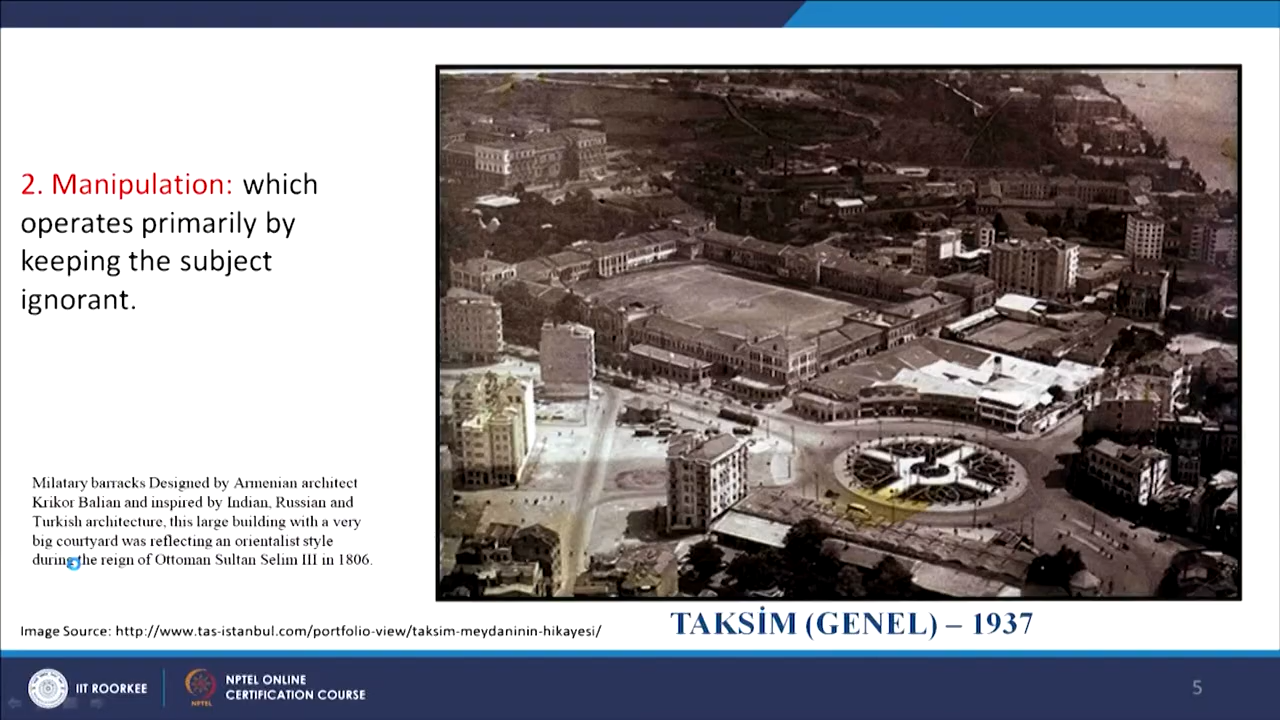 2. Manipulation: which
operates primarily by
keeping the subject
ignorant.
Milatary barracks Designed by Armenian architect
Krikor Balian and inspired by Indian, Russian and
Turkish architecture, this large building with a very
big courtyard was reflecting an orientalist style
during the reign of Ottoman Sultan Selim III in 1806.
TAKSİM (GENEL) – 1937
Image Source: http://www.tas-istanbul.com/portfolio-view/taksim-meydaninin-hikayesi/
IIT ROORKEE
NPTEL
NPTEL ONLINE
CERTIFICATION COURSE
5